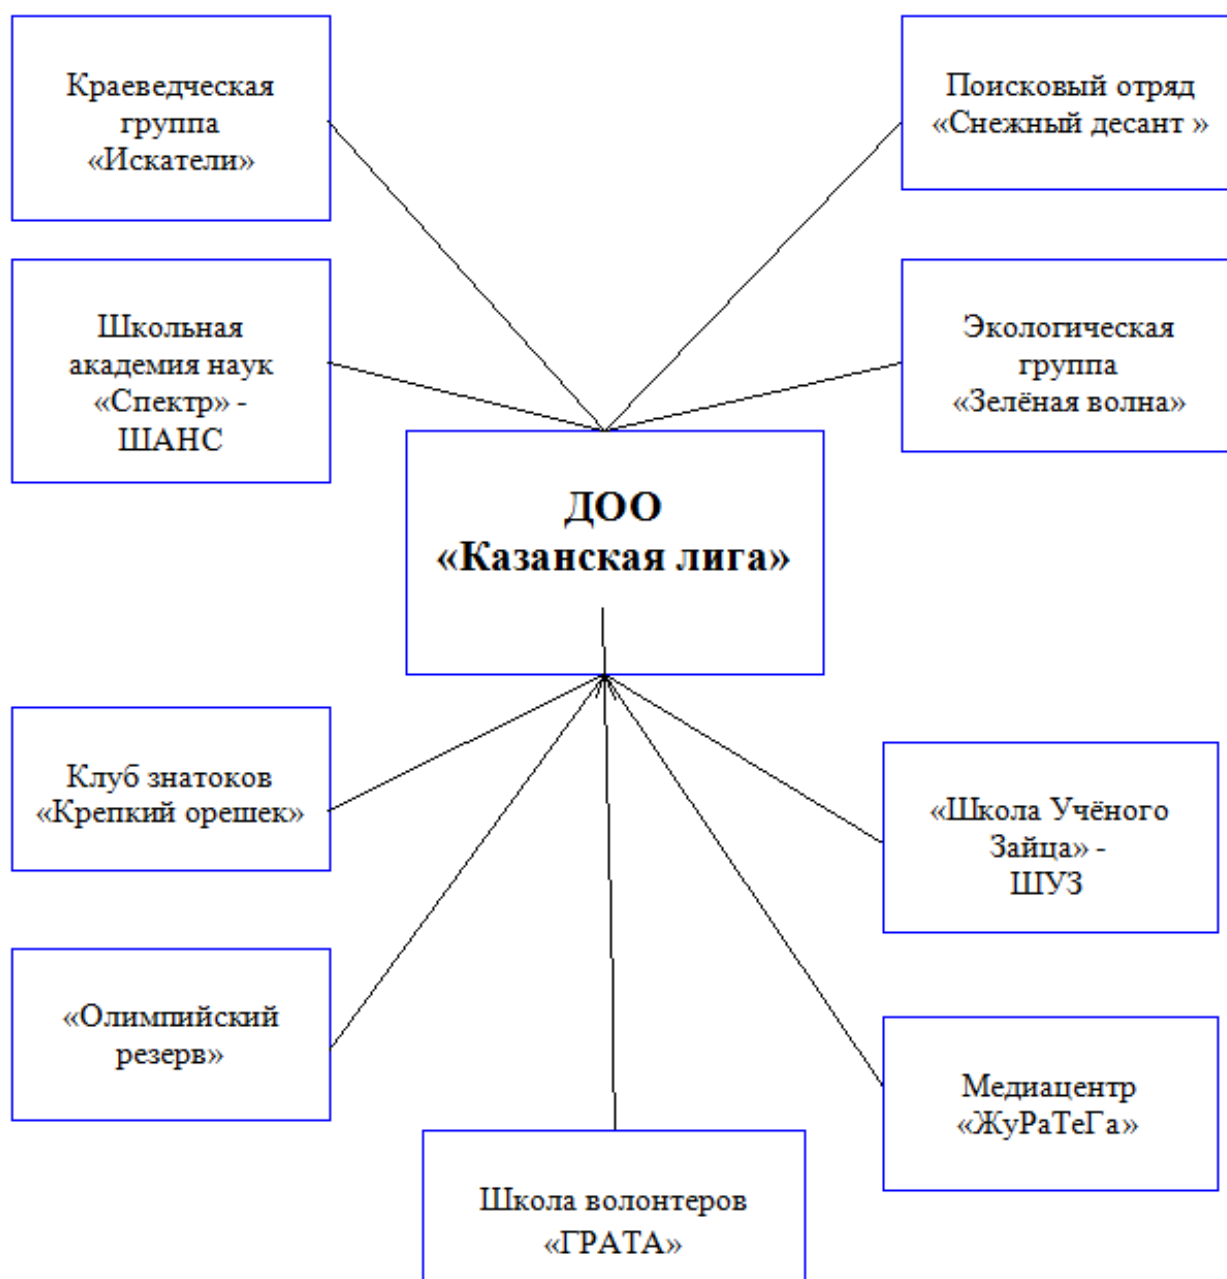 Краеведческая
группа
«Искатели»
Поисковый отряд
«Снежный десант »
Школьная
академия наук
«Спектр» -
ШАНС
Экологическая
группа
«Зелёная волна»
ДОО
«Казанская лига»
Клуб знатоков
«Крепкий орешек»
«Школа Учёного
Зайца» -
ШУЗ
«Олимпийский
резерв»
Медиацентр
«ЖуРаТеГа»
Школа волонтеров
«ГРАТА»